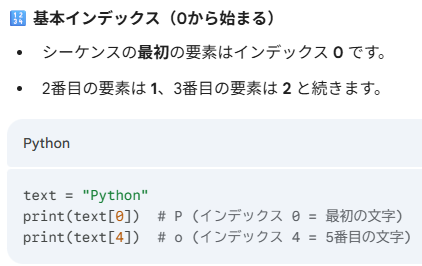 🔢 基本インデックス（0から始まる）
• シーケンスの最初の要素はインデックス 0 です。
• 2番目の要素は 1、3番目の要素は 2 と続きます。
Python
text = "Python"
print(text[0])  # P (インデックス 0 = 最初の文字)
print(text[4])  # o (インデックス 4 = 5番目の文字)